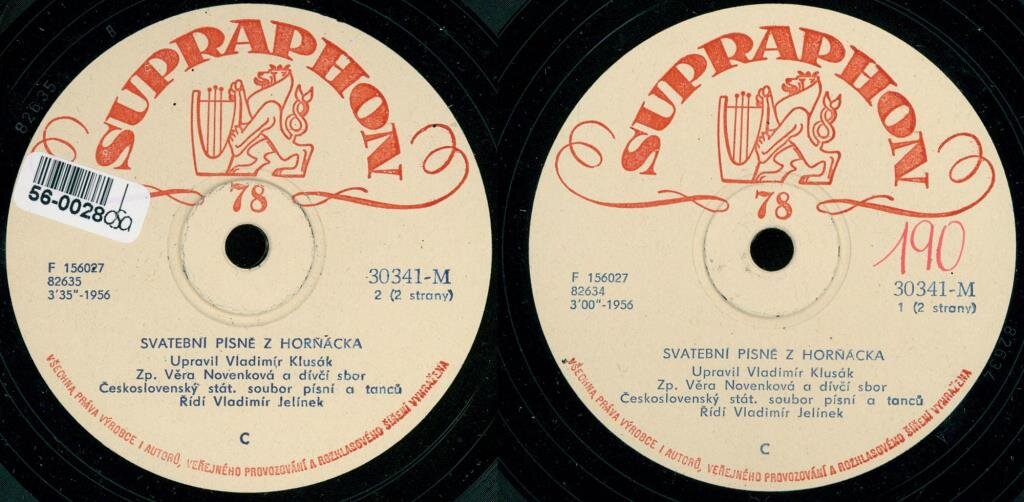 SUPRAPHON
78
56-0028
F 156027
82635
3'35"-1956
30341-M
2 (2 strany)
SVATEBNÍ PÍSNĚ Z HORŇÁCKA
Upravil Vladimír Klusák
Zp. Věra Novenková a dívčí sbor
Československý stát. soubor písní a tanců
Řídí Vladimír Jelínek
C
VŠECHNA PRÁVA VÝROBCE I AUTORŮ, VEŘEJNÉHO PROVOZOVÁNÍ A ROZHLASOVÉHO ŠÍŘENÍ VYHRAŽENA
82635
SUPRAPHON
78
190
F 156027
82634
3'00"-1956
30341-M
1 (2 strany)
SVATEBNÍ PÍSNĚ Z HORŇÁCKA
Upravil Vladimír Klusák
Zp. Věra Novenková a dívčí sbor
Československý stát. soubor písní a tanců
Řídí Vladimír Jelínek
C
VŠECHNA PRÁVA VÝROBCE I AUTORŮ, VEŘEJNÉHO PROVOZOVÁNÍ A ROZHLASOVÉHO ŠÍŘENÍ VYHRAŽENA